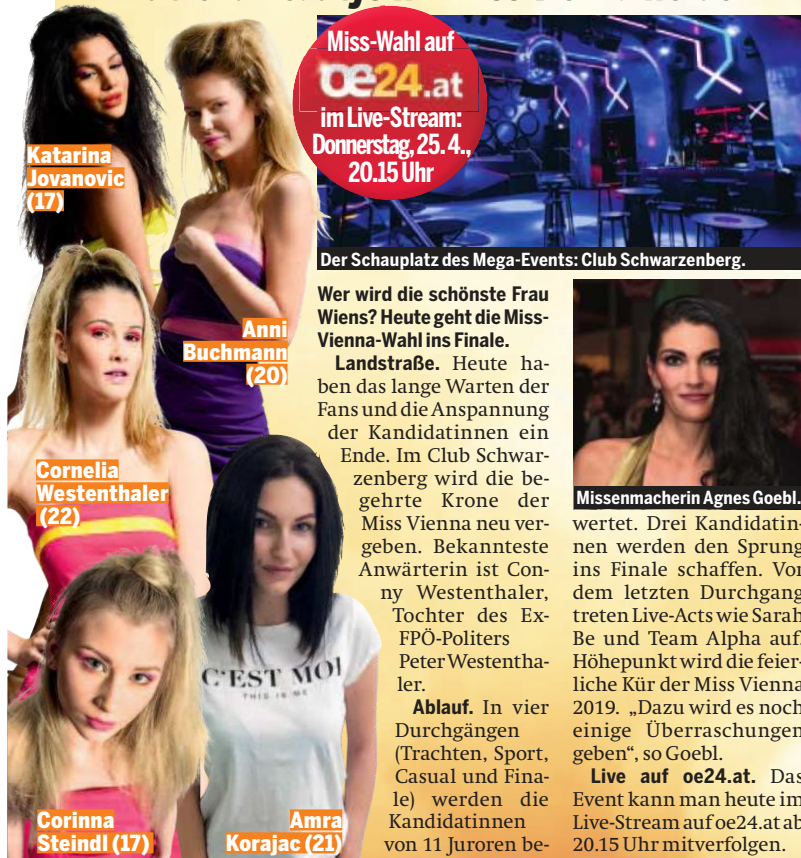 Miss-Wahl auf
oe24.at
im Live-Stream:
Donnerstag, 25. 4.,
20.15 Uhr
Katarina
Jovanovic
(17)
Anni
Buchmann
(20)
Cornelia
Westenthaler
(22)
Corinna
Steindl (17)
Amra
Korajac (21)
C'EST MOI
THIS IS ME
Der Schauplatz des Mega-Events: Club Schwarzenberg.
Wer wird die schönste Frau
Wiens? Heute geht die Miss-
Vienna-Wahl ins Finale.
Landstraße. Heute ha-
ben das lange Warten der
Fans und die Anspannung
der Kandidatinnen ein
Ende. Im Club Schwar-
zenberg wird die be-
gehrte Krone der
Miss Vienna neu ver-
geben. Bekannteste
Anwärterin ist Con-
ny Westenthaler,
Tochter des Ex-
FPÖ-Politers
Peter Westentha-
ler.
Ablauf. In vier
Durchgängen
(Trachten, Sport,
Casual und Fina-
le) werden die
Kandidatinnen
von 11 Juroren be-
Missenmacherin Agnes Goebl.
wertet. Drei Kandidatin-
nen werden den Sprung
ins Finale schaffen. Vor
dem letzten Durchgang
treten Live-Acts wie Sarah
Be und Team Alpha auf.
Höhepunkt wird die feier-
liche Kür der Miss Vienna
2019. „Dazu wird es noch
einige Überraschungen
geben“, so Goebl.
Live auf oe24.at. Das
Event kann man heute im
Live-Stream auf oe24.at ab
20.15 Uhr mitverfolgen.